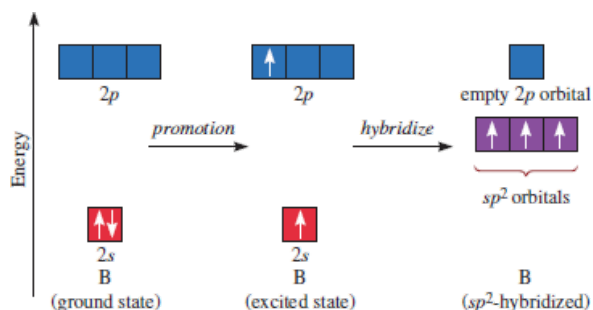 Energy
2p
promotion
2p
hybridize
empty 2p orbital
sp² orbitals
2s
B
(ground state)
2s
B
(excited state)
B
(sp²-hybridized)